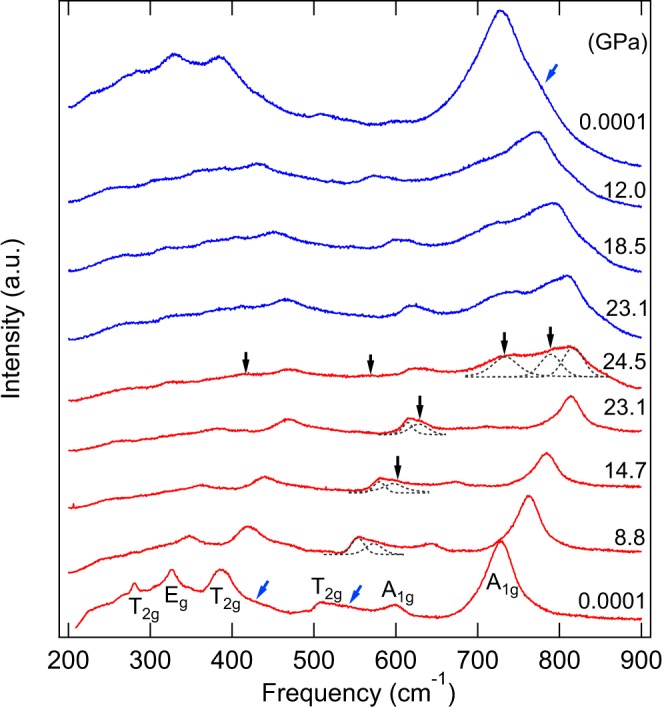 (GPa)
0.0001
12.0
18.5
23.1
24.5
23.1
14.7
8.8
0.0001
T2g
Eg
T2g
T2g
A1g
A1g
200 300 400 500 600 700 800 900
Frequency (cm-1)
Intensity (a.u.)